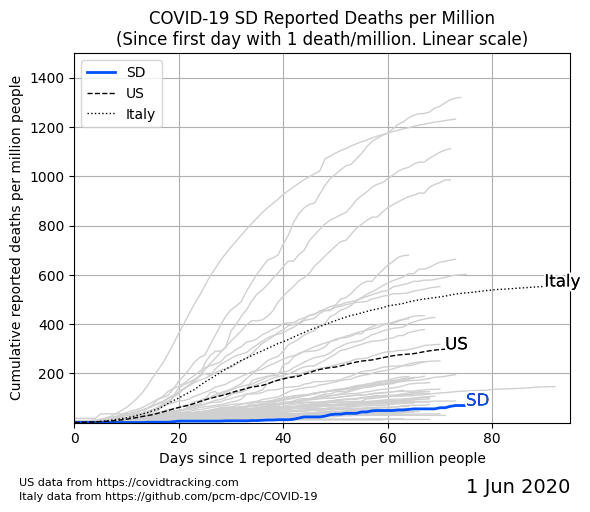 COVID-19 SD Reported Deaths per Million
(Since first day with 1 death/million. Linear scale)
Cumulative reported deaths per million people
1400
1200
1000
800
600
400
200
SD
US
Italy
Italy
US
SD
0
20
40
60
80
Days since 1 reported death per million people
US data from https://covidtracking.com
Italy data from https://github.com/pcm-dpc/COVID-19
1 Jun 2020